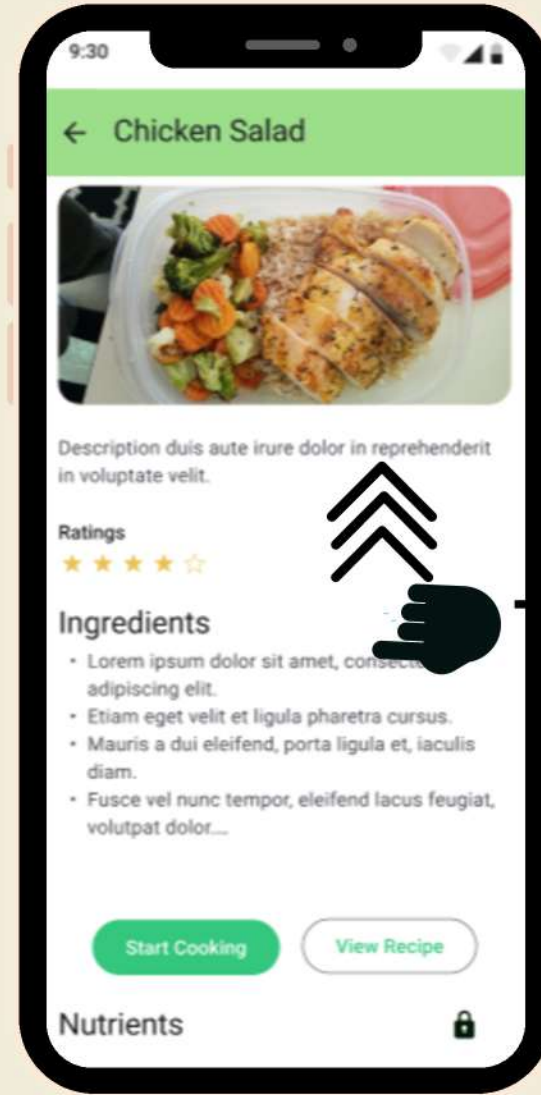 9:30
Chicken Salad
Description duis aute irure dolor in reprehenderit
in voluptate velit.
Ratings
Ingredients
• Lorem ipsum dolor sit amet,
adipiscing elit.
• Etiam eget velit et ligula pharetra cursus.
• Mauris a dui eleifend, porta ligula et, iaculis
diam.
• Fusce vel nunc tempor, eleifend lacus feugiat,
volutpat dolor....
Start Cooking
View Recipe
Nutrients